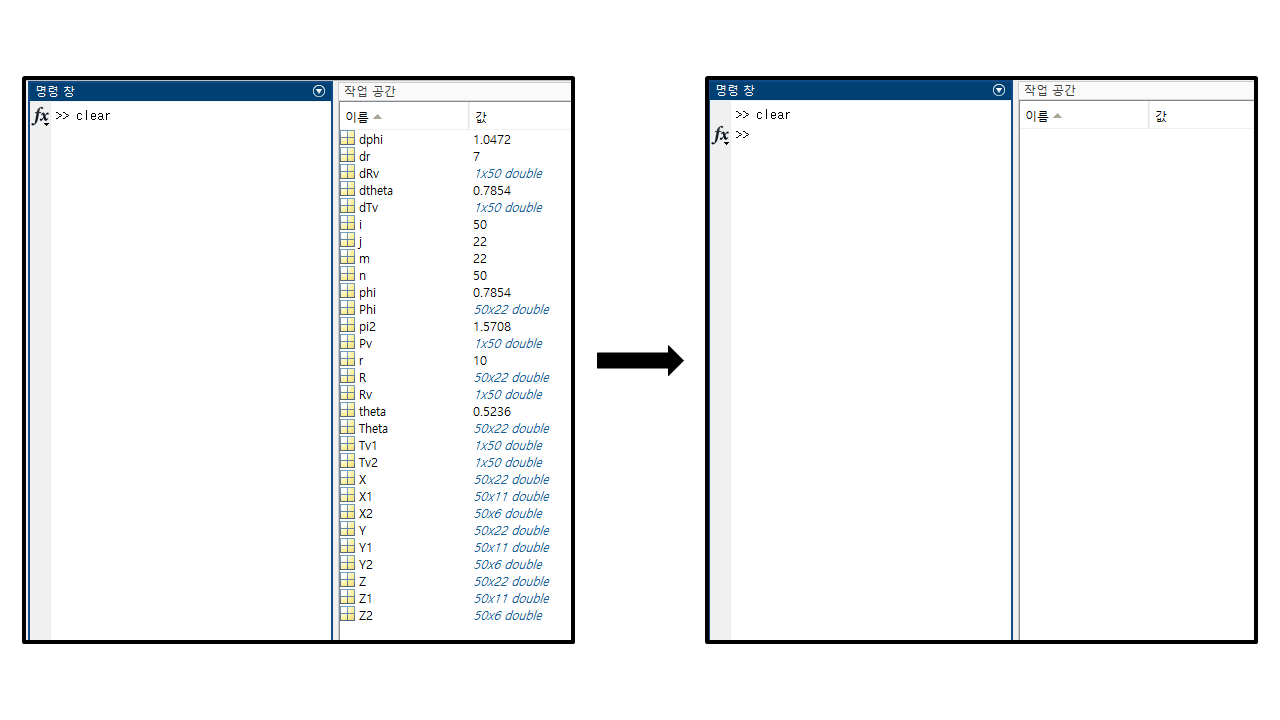 명령 창
fx >> clear
작업 공간
이름 값
dphi 1.0472
dr 7
dRv 1x50 double
dtheta 0.7854
dTv 1x50 double
i 50
j 22
m 22
n 50
phi 0.7854
Phi 50x22 double
pi2 1.5708
Pv 1x50 double
r 10
R 50x22 double
Rv 1x50 double
theta 0.5236
Theta 50x22 double
Tv1 1x50 double
Tv2 1x50 double
X 50x22 double
X1 50x11 double
X2 50x6 double
Y 50x22 double
Y1 50x11 double
Y2 50x6 double
Z 50x22 double
Z1 50x11 double
Z2 50x6 double
명령 창
>> clear
fx >>
작업 공간
이름 값